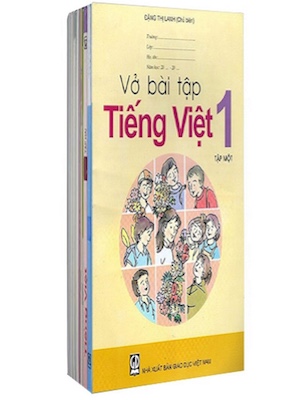 ĐẶNG THỊ LANH (Chủ biên)
Trường:
Lớp:
Họ tên:
Năm học: 20 ... - 20 ...
Vở bài tập
Tiếng Việt 1
TẬP MỘT
NHÀ XUẤT BẢN GIÁO DỤC VIỆT NAM